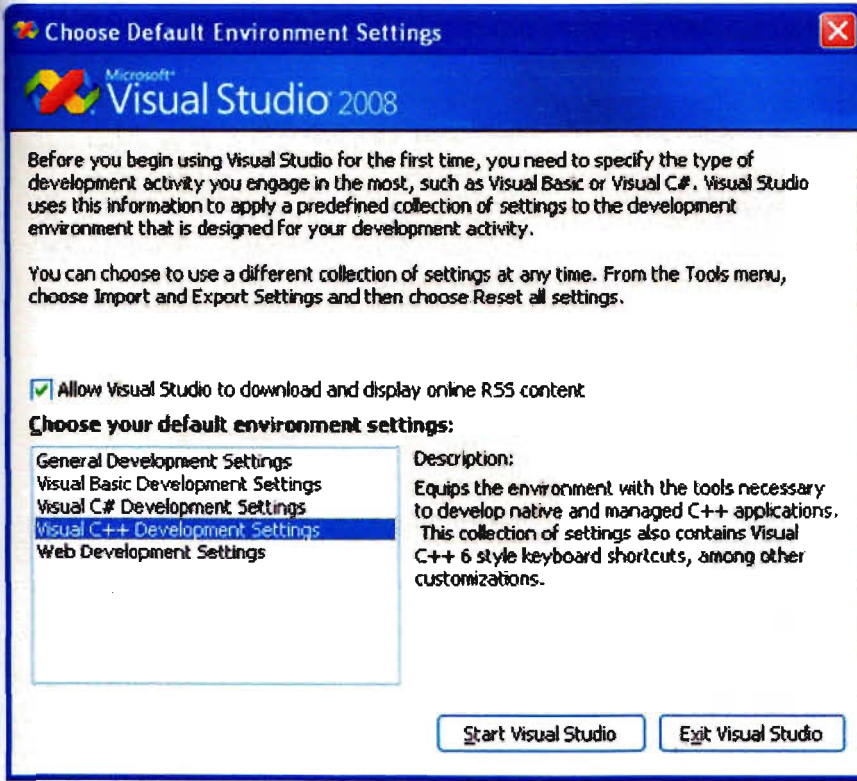 Choose Default Environment Settings
Microsoft®
Visual Studio® 2008
Before you begin using Visual Studio for the first time, you need to specify the type of
development activity you engage in the most, such as Visual Basic or Visual C#. Visual Studio
uses this information to apply a predefined collection of settings to the development
environment that is designed for your development activity.
You can choose to use a different collection of settings at any time. From the Tools menu,
choose Import and Export Settings and then choose Reset all settings.
Allow Visual Studio to download and display online RSS content
Choose your default environment settings:
General Development Settings
Visual Basic Development Settings
Visual C# Development Settings
Visual C++ Development Settings
Web Development Settings
Description:
Equips the environment with the tools necessary
to develop native and managed C++ applications.
This collection of settings also contains Visual
C++ 6 style keyboard shortcuts, among other
customizations.
Start Visual Studio
Exit Visual Studio